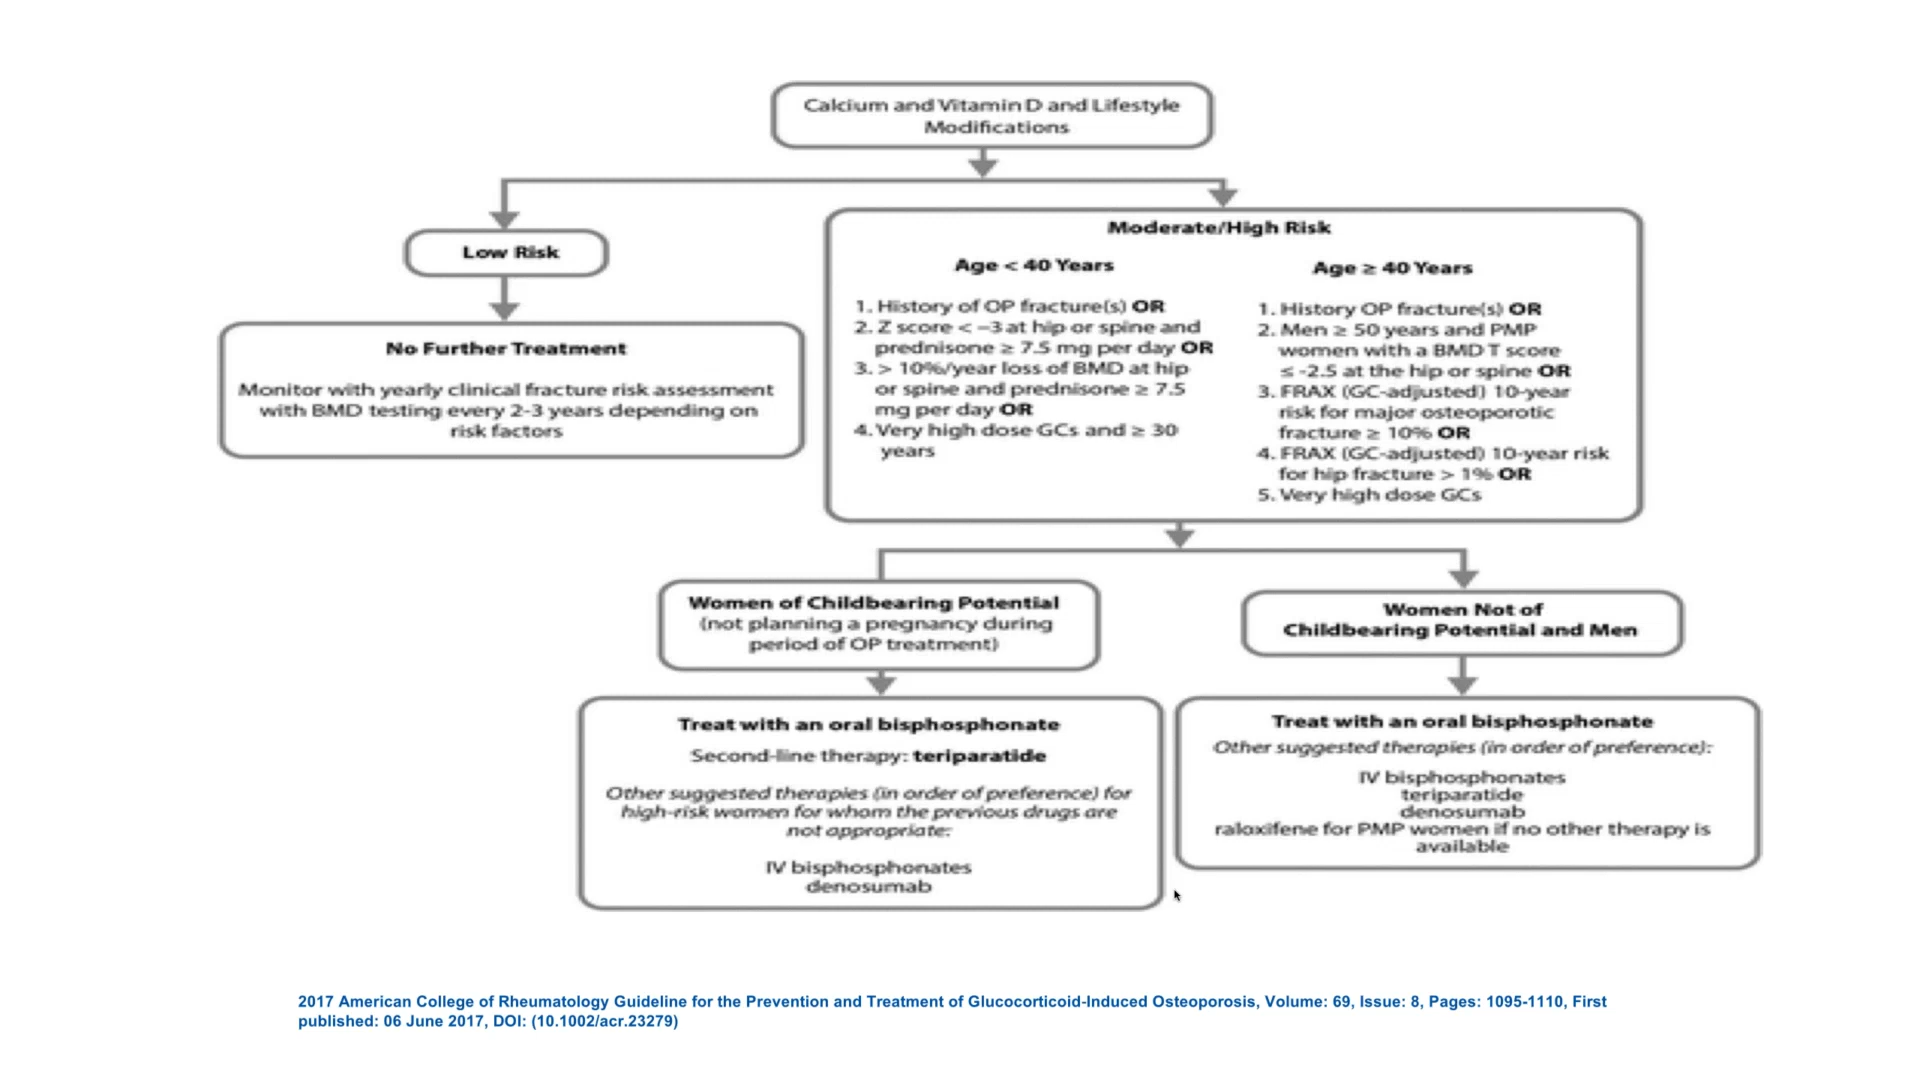 Calcium and Vitamin D and Lifestyle
Modifications
Low Risk
No Further Treatment
Monitor with yearly clinical fracture risk assessment
with BMD testing every 2-3 years depending on
risk factors
Moderate/High Risk
Age < 40 Years
1. History of OP fracture(s) OR
2. Z score < −3 at hip or spine and
prednisone ≥ 7.5 mg per day OR
3. > 10%/year loss of BMD at hip
or spine and prednisone ≥ 7.5
mg per day OR
4. Very high dose GCs and ≥ 30
years
Age ≥ 40 Years
1. History OP fracture(s) OR
2. Men ≥ 50 years and PMP
women with a BMD T score
≤ -2.5 at the hip or spine OR
3. FRAX (GC-adjusted) 10-year
risk for major osteoporotic
fracture ≥ 10% OR
4. FRAX (GC-adjusted) 10-year risk
for hip fracture > 1% OR
5. Very high dose GCs
Women of Childbearing Potential
(not planning a pregnancy during
period of OP treatment)
Treat with an oral bisphosphonate
Second-line therapy: teriparatide
Other suggested therapies (in order of preference) for
high-risk women for whom the previous drugs are
not appropriate:
IV bisphosphonates
denosumab
Women Not of
Childbearing Potential and Men
Treat with an oral bisphosphonate
Other suggested therapies (in order of preference):
IV bisphosphonates
teriparatide
denosumab
raloxifene for PMP women if no other therapy is
available
2017 American College of Rheumatology Guideline for the Prevention and Treatment of Glucocorticoid-Induced Osteoporosis, Volume: 69, Issue: 8, Pages: 1095-1110, First
published: 06 June 2017, DOI: (10.1002/acr.23279)